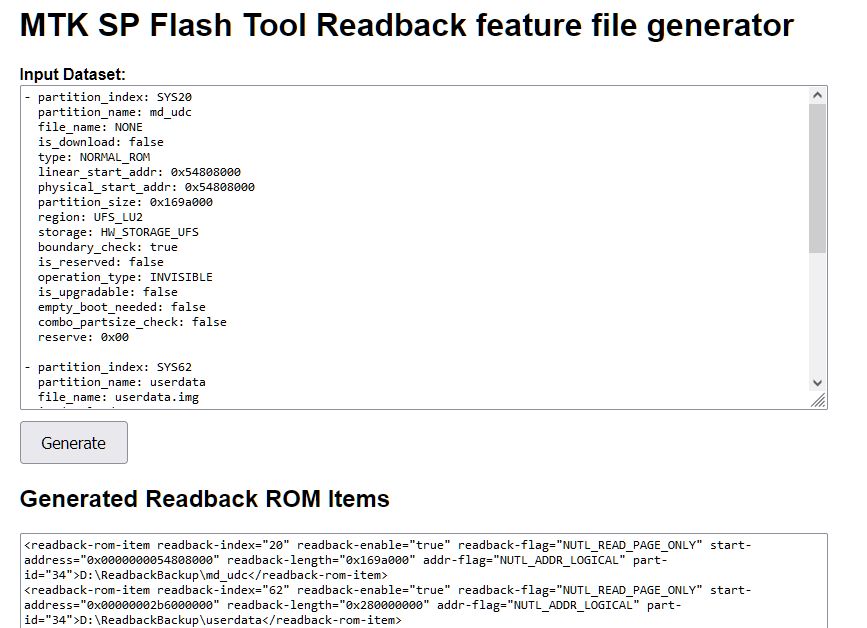 MTK SP Flash Tool Readback feature file generator
Input Dataset:
- partition_index: SYS20
partition_name: md_udc
file_name: NONE
is_download: false
type: NORMAL_ROM
linear_start_addr: 0x54808000
physical_start_addr: 0x54808000
partition_size: 0x169a000
region: UFS_LU2
storage: HW_STORAGE_UFS
boundary_check: true
is_reserved: false
operation_type: INVISIBLE
is_upgradable: false
empty_boot_needed: false
combo_partsize_check: false
reserve: 0x00
- partition_index: SYS62
partition_name: userdata
file_name: userdata.img
Generate
Generated Readback ROM Items
<readback-rom-item readback-index="20" readback-enable="true" readback-flag="NUTL_READ_PAGE_ONLY" start-
address="0x0000000054808000" readback-length="0x169a000" addr-flag="NUTL_ADDR_LOGICAL" part-
id="34">D:\ReadbackBackup\md_udc</readback-rom-item>
<readback-rom-item readback-index="62" readback-enable="true" readback-flag="NUTL_READ_PAGE_ONLY" start-
address="0x00000002b6000000" readback-length="0x280000000" addr-flag="NUTL_ADDR_LOGICAL" part-
id="34">D:\ReadbackBackup\userdata</readback-rom-item>